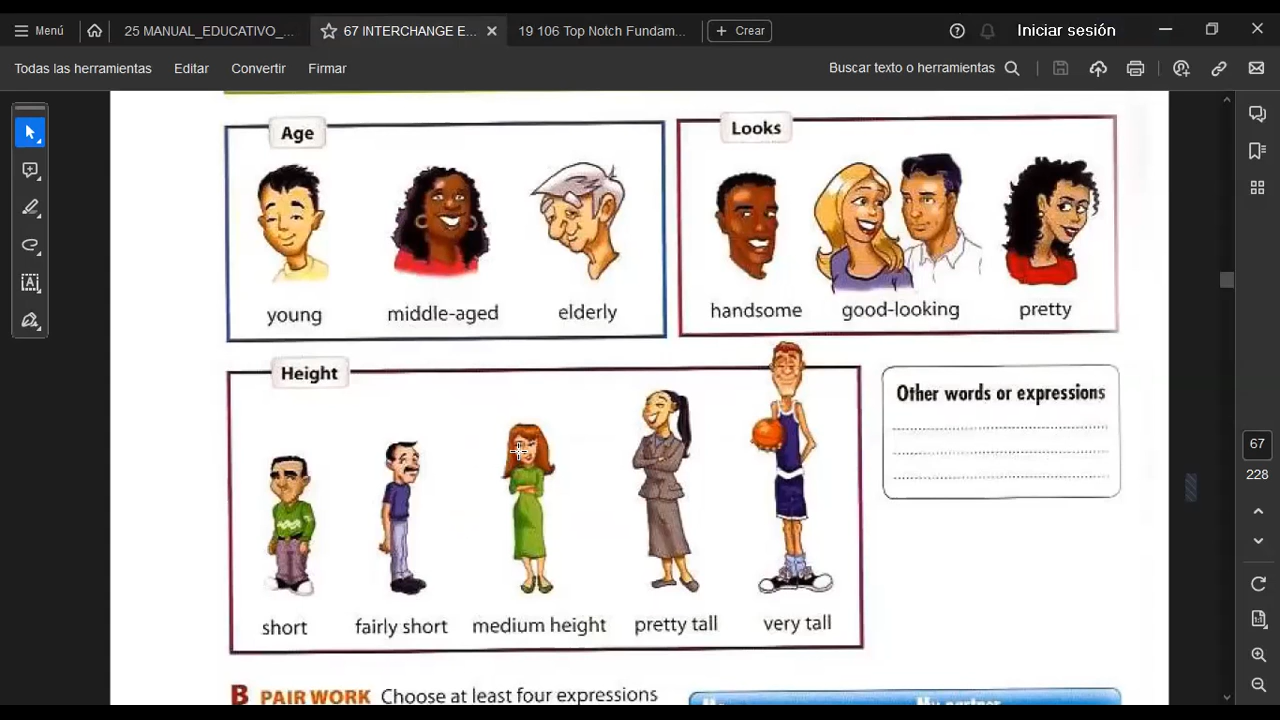 Menú
25 MANUAL_EDUCATIVO_...
67 INTERCHANGE E...
19 106 Top Notch Fundam...
Crear
Iniciar sesión
Todas las herramientas
Editar
Convertir
Firmar
Buscar texto o herramientas
Age
young
middle-aged
elderly
Looks
handsome
good-looking
pretty
Height
short
fairly short
medium height
pretty tall
very tall
Other words or expressions
67
228
B PAIR WORK Choose at least four expressions